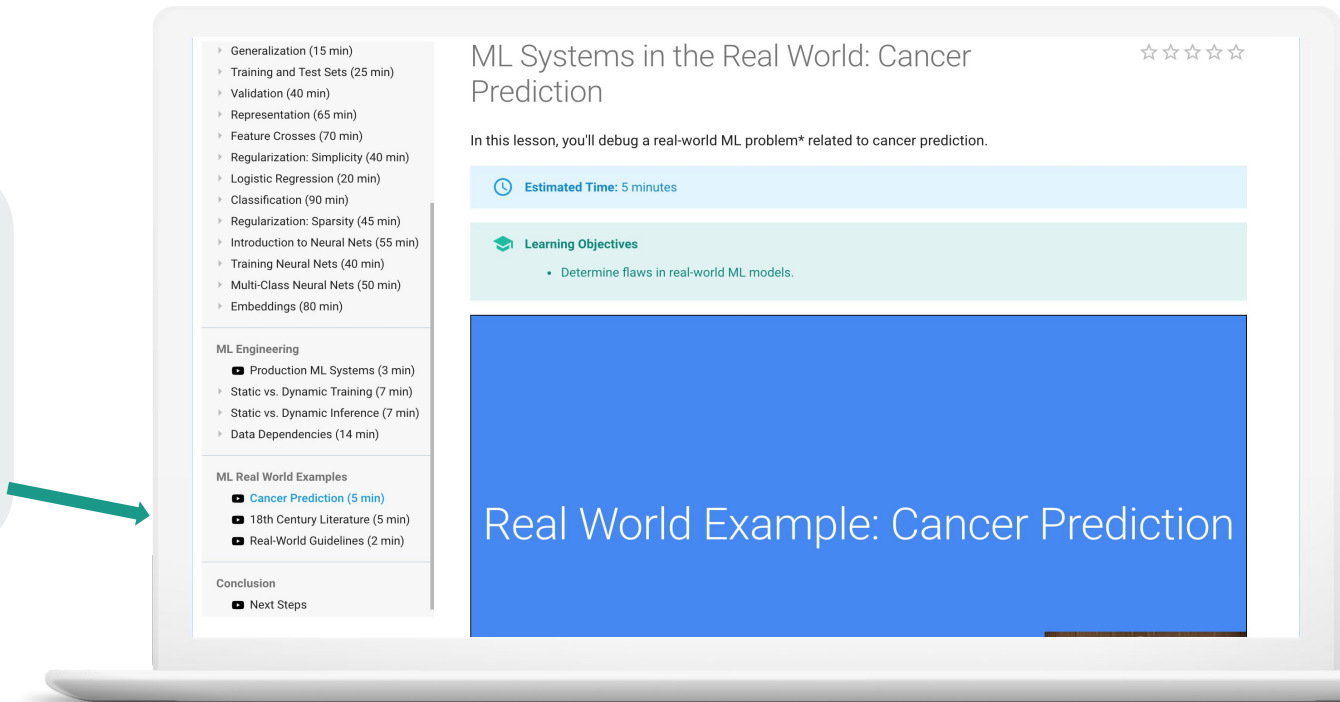 Generalization (15 min)
Training and Test Sets (25 min)
Validation (40 min)
Representation (65 min)
Feature Crosses (70 min)
Regularization: Simplicity (40 min)
Logistic Regression (20 min)
Classification (90 min)
Regularization: Sparsity (45 min)
Introduction to Neural Nets (55 min)
Training Neural Nets (40 min)
Multi-Class Neural Nets (50 min)
Embeddings (80 min)
ML Engineering
Production ML Systems (3 min)
Static vs. Dynamic Training (7 min)
Static vs. Dynamic Inference (7 min)
Data Dependencies (14 min)
ML Real World Examples
Cancer Prediction (5 min)
18th Century Literature (5 min)
Real-World Guidelines (2 min)
Conclusion
Next Steps
ML Systems in the Real World: Cancer
Prediction
In this lesson, you'll debug a real-world ML problem* related to cancer prediction.
Estimated Time: 5 minutes
Learning Objectives
• Determine flaws in real-world ML models.
Real World Example: Cancer Prediction